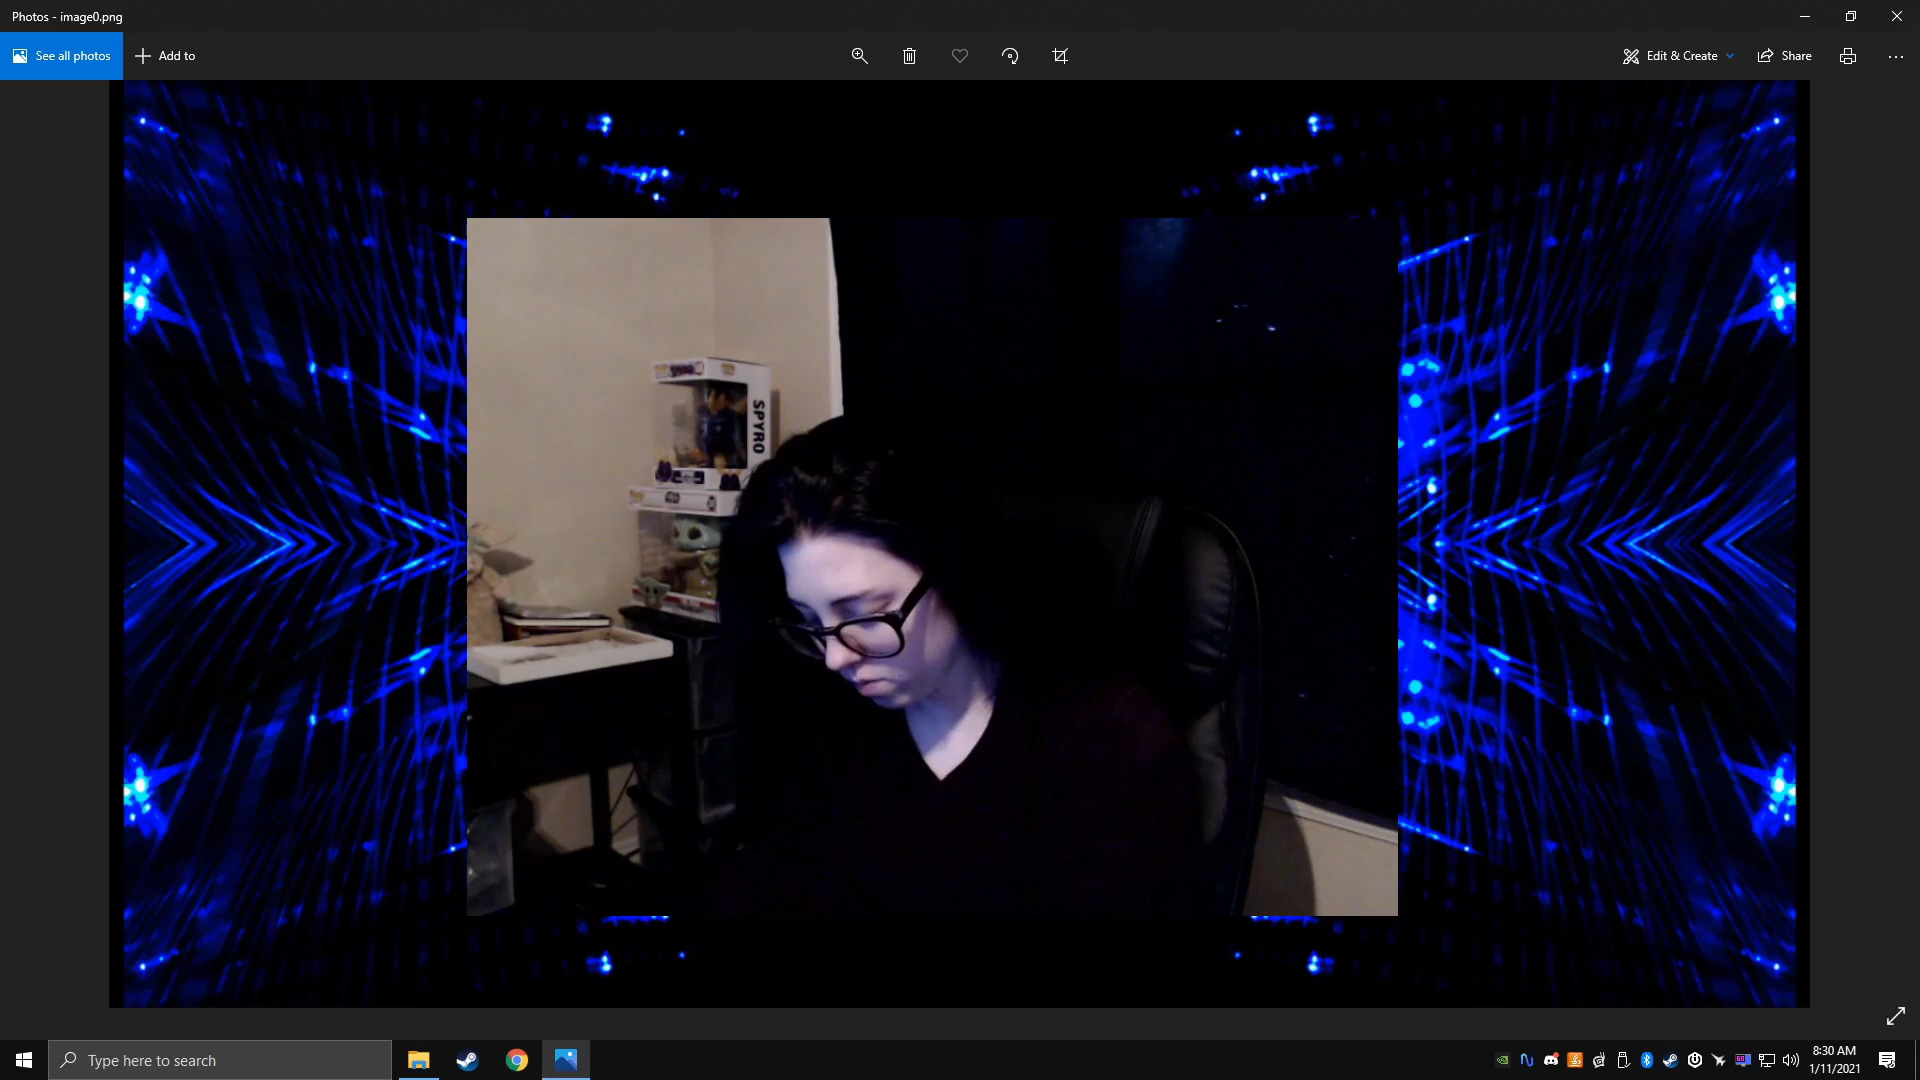 Photos - image0.png
See all photos
Add to
Edit & Create
Share
SPYRO
Type here to search
8:30 AM
1/11/2021